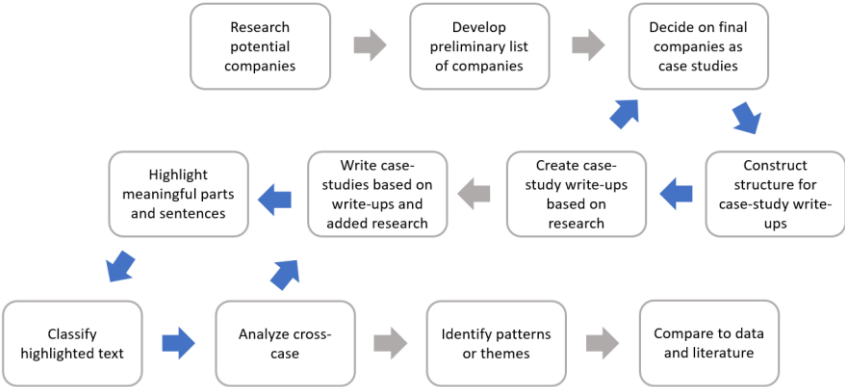 Research
potential
companies
Develop
preliminary list
of companies
Decide on final
companies as
case studies
Highlight
meaningful parts
and sentences
Write case-
studies based on
write-ups and
added research
Create case-
study write-ups
based on
research
Construct
structure for
case-study write-
ups
Classify
highlighted text
Analyze cross-
case
Identify patterns
or themes
Compare to data
and literature